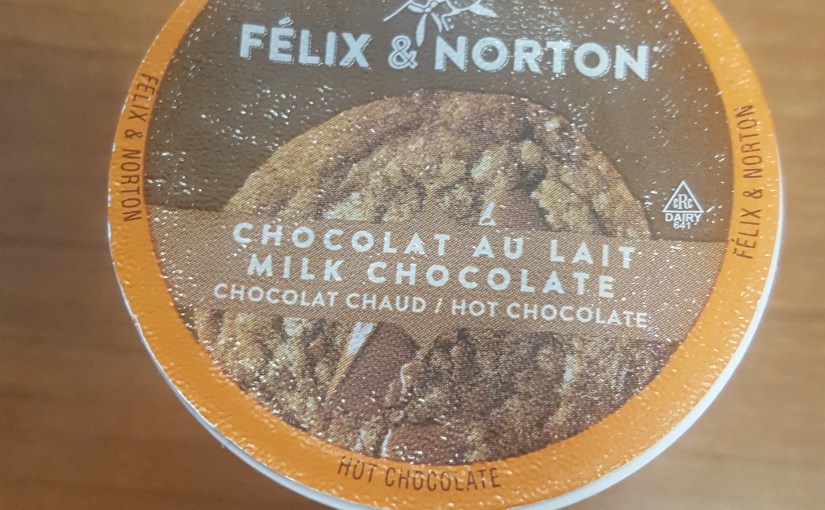 FÉLIX & NORTON
FÉLIX & NORTON
FÉLIX & NORTON
CRC
DAIRY
641
CHOCOLAT AU LAIT
MILK CHOCOLATE
CHOCOLAT CHAUD / HOT CHOCOLATE
HOT CHOCOLATE